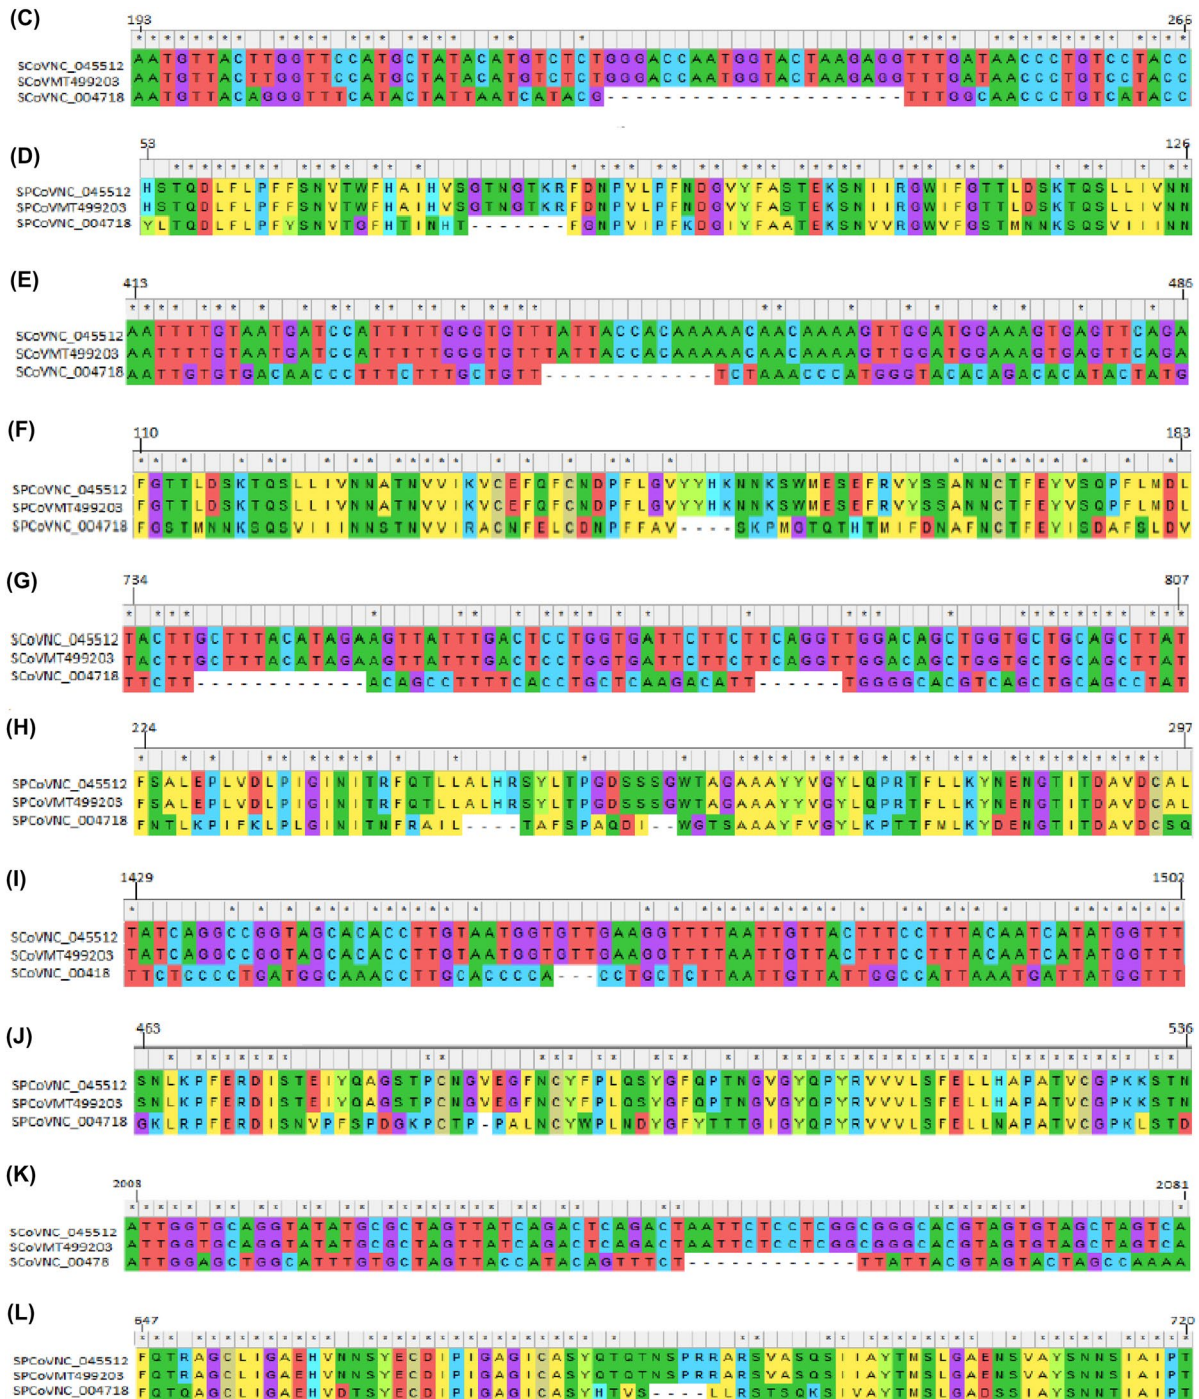 (C)
193 266
SCoVNC_045512 AATGTTACTTGGTTCCATGCTATACATGTCTCTGGGACCAATGGTACTAAGAGGTTTGATAACCCTGTCCTACC
SCoVMT499203 AATGTTACTTGGTTCCATGCTATACATGTCTCTGGGACCAATGGTACTAAGAGGTTTGATAACCCTGTCCTACC
SCoVNC_004718 AATGTTACAGGGTTTCATACTATTAATCATACG---------------------TTTGGCAACCCTGTCATACC
(D)
53 126
SPCoVNC_045512 HSTQDLFLPFFSNVTWFHAIHVSGTNGTKRFDNPVLPFNDGVYFASTEKSNIIRGWIFGTTLDSKTQSLLIVNN
SPCoVMT499203 HSTQDLFLPFFSNVTWFHAIHVSGTNGTKRFDNPVLPFNDGVYFASTEKSNIIRGWIFGTTLDSKTQSLLIVNN
SPCoVNC_004718 YLTQDLFLPFYSNVTGFHTINHT-------FGNPVIPFKDGIYFAATEKSNVVRGWVFGSTMNNKSQSVIIINN
(E)
413 486
SCoVNC_045512 AATTTTGTAATGATCCATTTTTGGGTGTTTATTACCACAAAAACAACAAAAGTTGGATGGAAAGTGAGTTCAGA
SCoVMT499203 AATTTTGTAATGATCCATTTTTGGGTGTTTATTACCACAAAAACAACAAAAGTTGGATGGAAAGTGAGTTCAGA
SCoVNC_004718 AATTGTGTGACAACCCTTTCTTTGCTGTT------------TCTAAACCCATGGGTACACAGACACATACTATG
(F)
110 183
SPCoVNC_045512 FGTTLDSKTQSLLIVNNATNVVIKVCEFQFCNDPFLGVYYHKNNKSWMESEFRVYSSANNCTFEYVSQPFLMDL
SPCoVMT499203 FGTTLDSKTQSLLIVNNATNVVIKVCEFQFCNDPFLGVYYHKNNKSWMESEFRVYSSANNCTFEYVSQPFLMDL
SPCoVNC_004718 FGSTMNNKSQSVIIINNSTNVVIRACNFELCDNPFFAV----SKPMGTQTHTMIFDNAFNCTFEYISDAFSLDV
(G)
734 807
SCoVNC_045512 TACTTGCTTTACATAGAAGTTATTTGACTCCTGGTGATTCTTCTTCAGGTTGGACAGCTGGTGCTGCAGCTTAT
SCoVMT499203 TACTTGCTTTACATAGAAGTTATTTGACTCCTGGTGATTCTTCTTCAGGTTGGACAGCTGGTGCTGCAGCTTAT
SCoVNC_004718 TTCTT------------ACAGCCTTTTCACCTGCTCAAGACATT------TGGGGCACGTCAGCTGCAGCCTAT
(H)
224 297
SPCoVNC_045512 FSALEPLVDLPIGINITRFQTLLALHRSYLTPGDSSSGWTAGAAAYYVGYLQPRTFLLKYNENGTITDAVDCAL
SPCoVMT499203 FSALEPLVDLPIGINITRFQTLLALHRSYLTPGDSSSGWTAGAAAYYVGYLQPRTFLLKYNENGTITDAVDCAL
SPCoVNC_004718 FNTLKPIFKLPLGINITNFRAIL----TAFSPAQDI--WGTSAAAYFVGYLKPTTFMLKYDENGTITDAVDCSQ
(I)
1429 1502
SCoVNC_045512 TATCAGGCCGGTAGCACACCTTGTAATGGTGTTGAAGGTTTTAATTGTTACTTTCCTTTACAATCATATGGTTT
SCoVMT499203 TATCAGGCCGGTAGCACACCTTGTAATGGTGTTGAAGGTTTTAATTGTTACTTTCCTTTACAATCATATGGTTT
SCoVNC_00418 TTCTCCCCTGATGGCAAACCTTGCACCCCA---CCTGCTCTTAATTGTTATTGGCCATTAAATGATTATGGTTT
(J)
463 536
SPCoVNC_045512 SNLKPFERDISTEIYQAGSTPCNGVEGFNCYFPLQSYGFQPTNGVGYQPYRVVVLSFELLHAPATVCGPKKSTN
SPCoVMT499203 SNLKPFERDISTEIYQAGSTPCNGVEGFNCYFPLQSYGFQPTNGVGYQPYRVVVLSFELLHAPATVCGPKKSTN
SPCoVNC_004718 GKLRPFERDISNVPFSPDGKPCTP-PALNCYWPLNDYGFYTTTGIGYQPYRVVVLSFELLNAPATVCGPKLSTD
(K)
2008 2081
SCoVNC_045512 ATTGGTGCAGGTATATGCGCTAGTTATCAGACTCAGACTAATTCTCCTCGGCGGGCACGTAGTGTAGCTAGTCA
SCoVMT499203 ATTGGTGCAGGTATATGCGCTAGTTATCAGACTCAGACTAATTCTCCTCGGCGGGCACGTAGTGTAGCTAGTCA
SCoVNC_00478 ATTGGAGCTGGCATTTGTGCTAGTTACCATACAGTTTCT------------TTATTACGTAGTACTAGCCAAAA
(L)
647 720
SPCoVNC_045512 FQTRAGCLIGAEHVNNSYECDIPIGAGICASYQTQTNSPRRARSVASQSIIAYTMSLGAENSVAYSNNSIAIPT
SPCoVMT499203 FQTRAGCLIGAEHVNNSYECDIPIGAGICASYQTQTNSPRRARSVASQSIIAYTMSLGAENSVAYSNNSIAIPT
SPCoVNC_004718 FQTQAGCLIGAEHVDTSYECDIPIGAGICASYHTVS----LLRSTSQKSIVAYTMSLGADSSIAYSNNSIAIPT